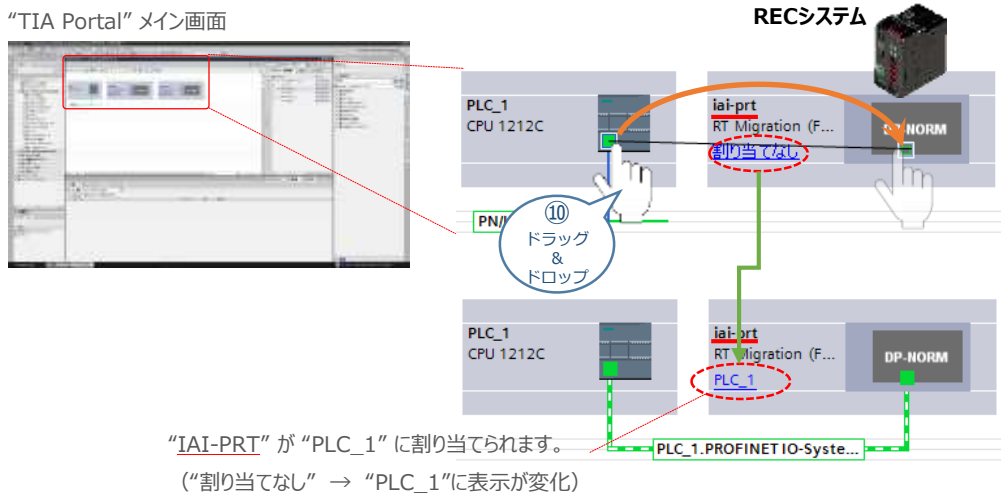 “TIA Portal” メイン画面
RECシステム
PLC_1
CPU 1212C
iai-prt
RT Migration (F...
割り当てなし
NORM
PN/I
⑩
ドラッグ
&
ドロップ
PLC_1
CPU 1212C
iai-prt
RT Migration (F...
PLC_1
DP-NORM
PLC_1.PROFINET IO-Syste...
“IAI-PRT” が “PLC_1” に割り当てられます。
（“割り当てなし” → “PLC_1”に表示が変化）